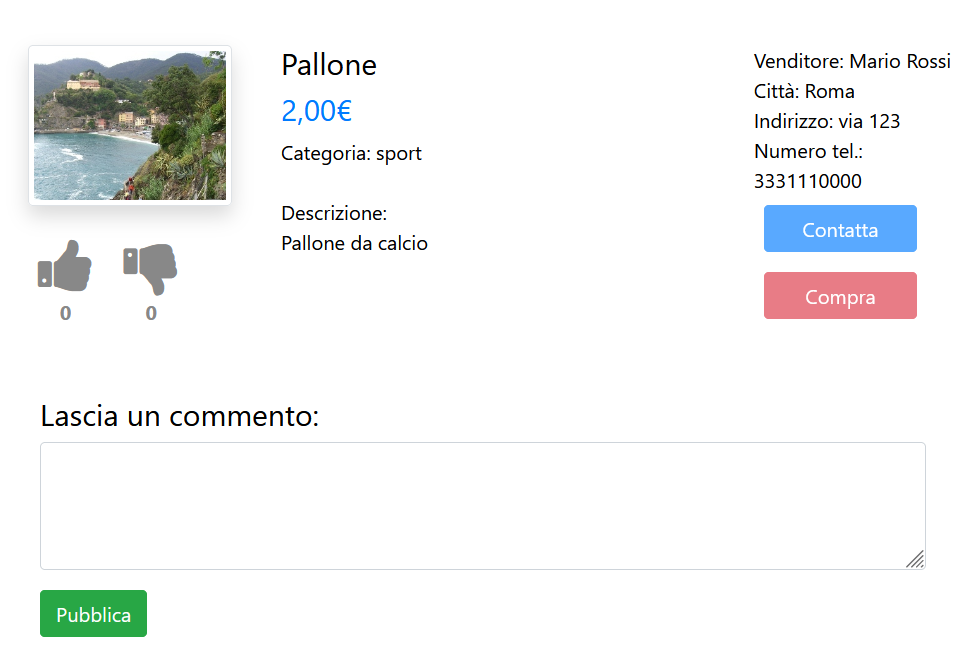 Pallone
2,00€
Categoria: sport
Descrizione:
Pallone da calcio
Venditore: Mario Rossi
Città: Roma
Indirizzo: via 123
Numero tel.:
3331110000
Contatta
Compra
0 0
Lascia un commento:
Pubblica